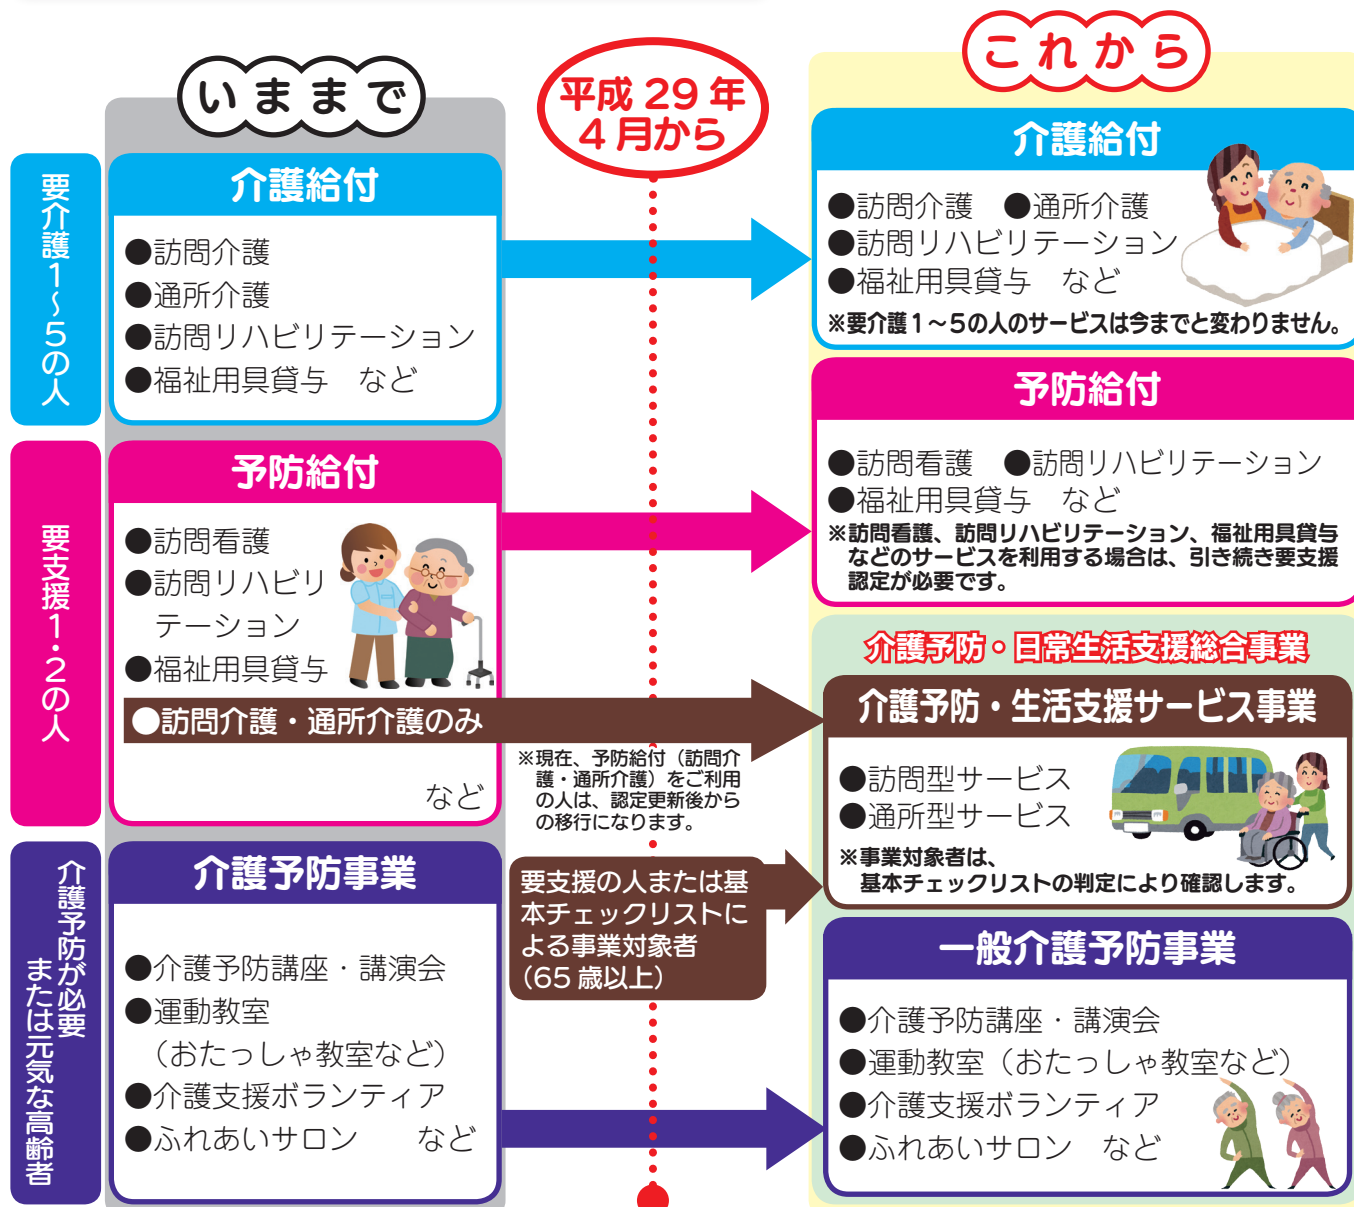 いままで
平成 29 年
4 月から
これから
要介護1～5の人
介護給付
●訪問介護
●通所介護
●訪問リハビリテーション
●福祉用具貸与　など
介護給付
●訪問介護　●通所介護
●訪問リハビリテーション
●福祉用具貸与　など
※要介護1～5の人のサービスは今までと変わりません。
要支援1・2の人
予防給付
●訪問看護
●訪問リハビリ
テーション
●福祉用具貸与
●訪問介護・通所介護のみ
など
予防給付
●訪問看護　●訪問リハビリテーション
●福祉用具貸与　など
※訪問看護、訪問リハビリテーション、福祉用具貸与
などのサービスを利用する場合は、引き続き要支援
認定が必要です。
※現在、予防給付（訪問介
護・通所介護）をご利用
の人は、認定更新後から
の移行になります。
介護予防・日常生活支援総合事業
介護予防・生活支援サービス事業
●訪問型サービス
●通所型サービス
※事業対象者は、
基本チェックリストの判定により確認します。
介護予防が必要
または元気な高齢者
介護予防事業
●介護予防講座・講演会
●運動教室
（おたっしゃ教室など）
●介護支援ボランティア
●ふれあいサロン　　など
要支援の人または基
本チェックリストに
よる事業対象者
（65 歳以上）
一般介護予防事業
●介護予防講座・講演会
●運動教室（おたっしゃ教室など）
●介護支援ボランティア
●ふれあいサロン　など